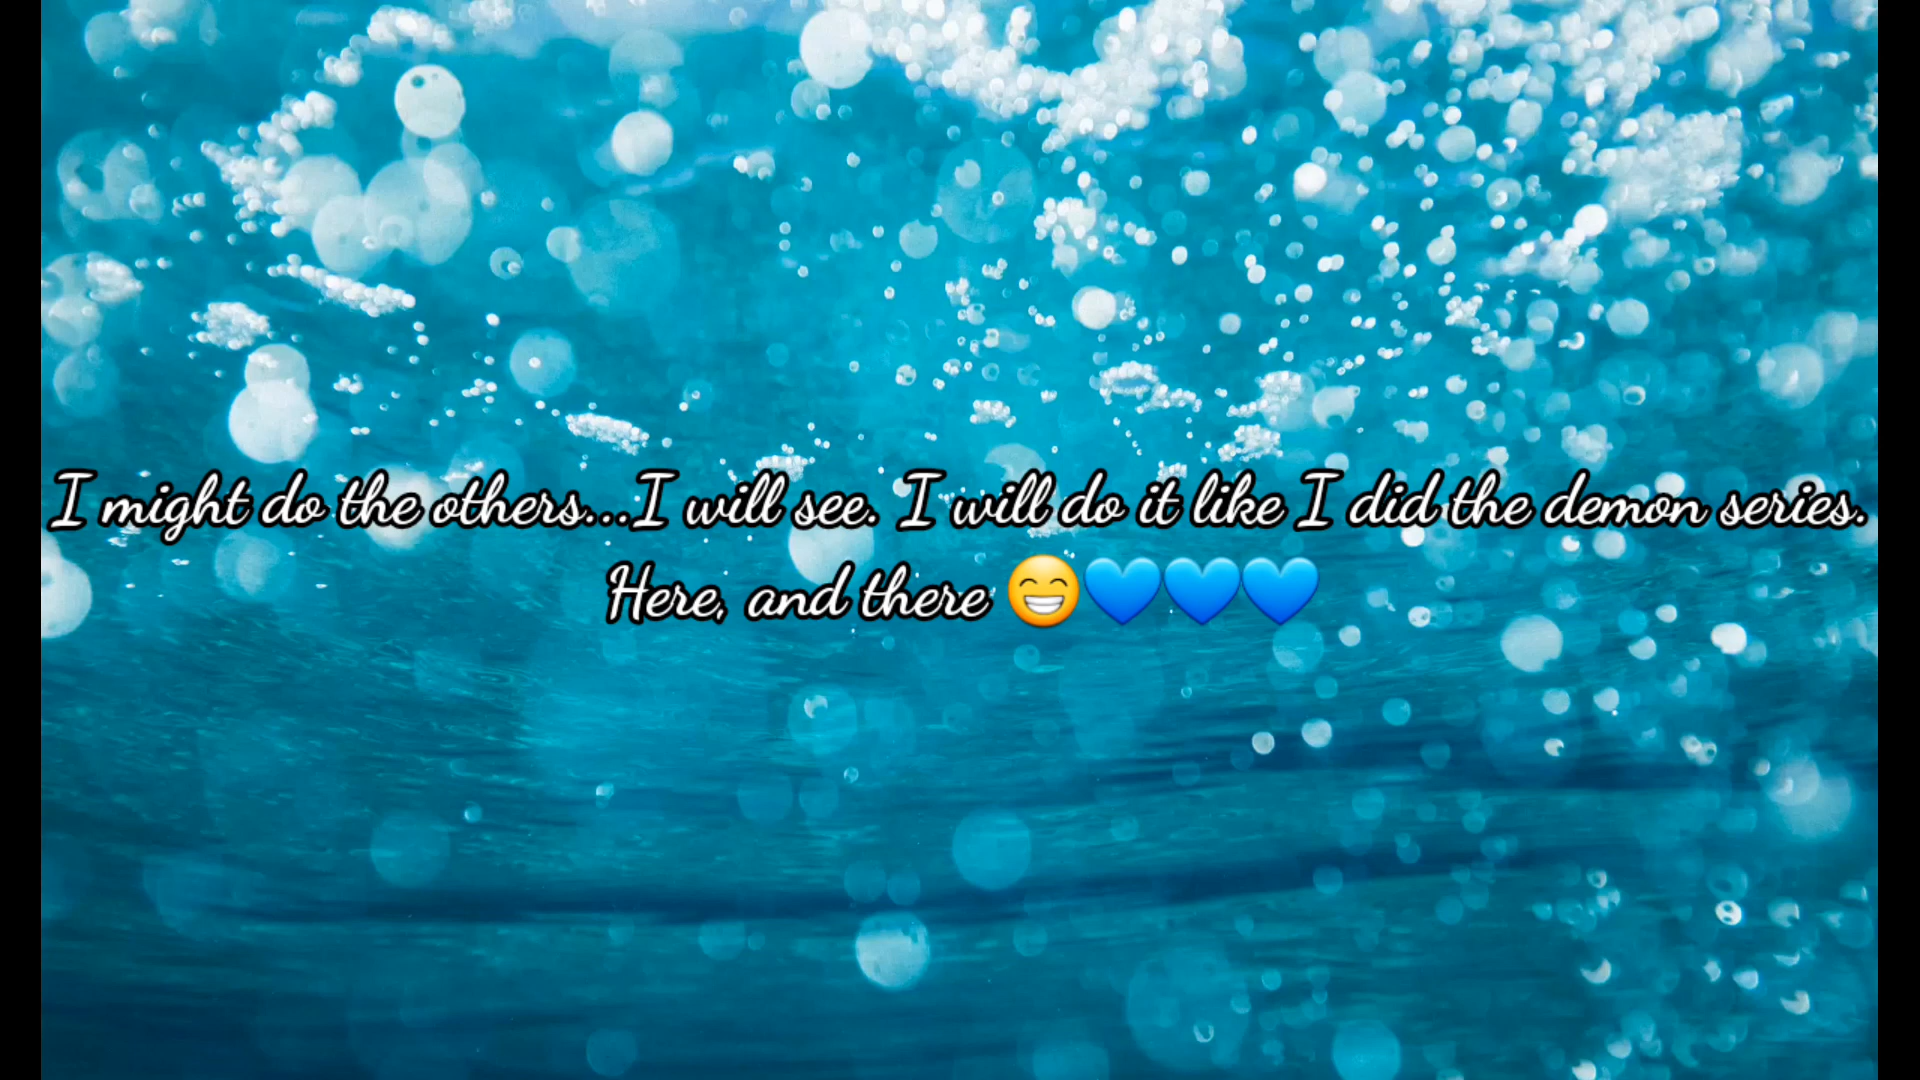 I might do the others...I will see. I will do it like I did the demon series.
Here, and there 😁💙💙💙